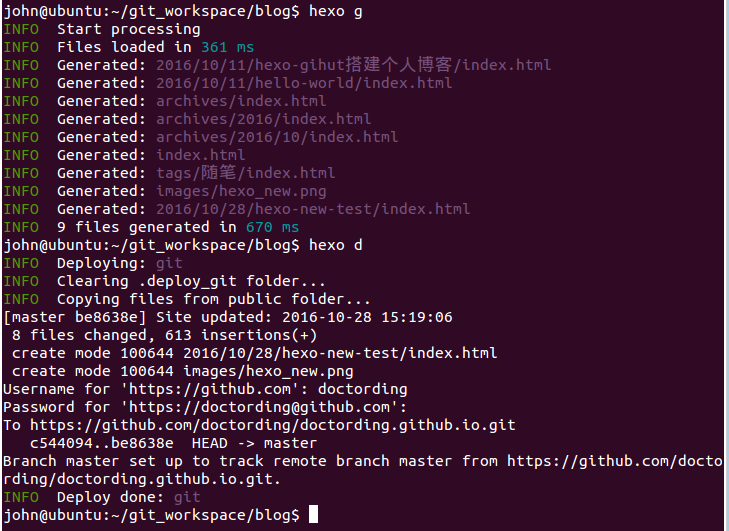 john@ubuntu:~/git_workspace/blog$ hexo g
INFO  Start processing
INFO  Files loaded in 361 ms
INFO  Generated: 2016/10/11/hexo-gihut搭建个人博客/index.html
INFO  Generated: 2016/10/11/hello-world/index.html
INFO  Generated: archives/index.html
INFO  Generated: archives/2016/index.html
INFO  Generated: archives/2016/10/index.html
INFO  Generated: index.html
INFO  Generated: tags/随笔/index.html
INFO  Generated: images/hexo_new.png
INFO  Generated: 2016/10/28/hexo-new-test/index.html
INFO  9 files generated in 670 ms
john@ubuntu:~/git_workspace/blog$ hexo d
INFO  Deploying: git
INFO  Clearing .deploy_git folder...
INFO  Copying files from public folder...
[master be8638e] Site updated: 2016-10-28 15:19:06
 8 files changed, 613 insertions(+)
 create mode 100644 2016/10/28/hexo-new-test/index.html
 create mode 100644 images/hexo_new.png
Username for 'https://github.com': doctording
Password for 'https://doctording@github.com':
To https://github.com/doctording/doctording.github.io.git
   c544094..be8638e  HEAD -> master
Branch master set up to track remote branch master from https://github.com/docto
rding/doctording.github.io.git.
INFO  Deploy done: git
john@ubuntu:~/git_workspace/blog$